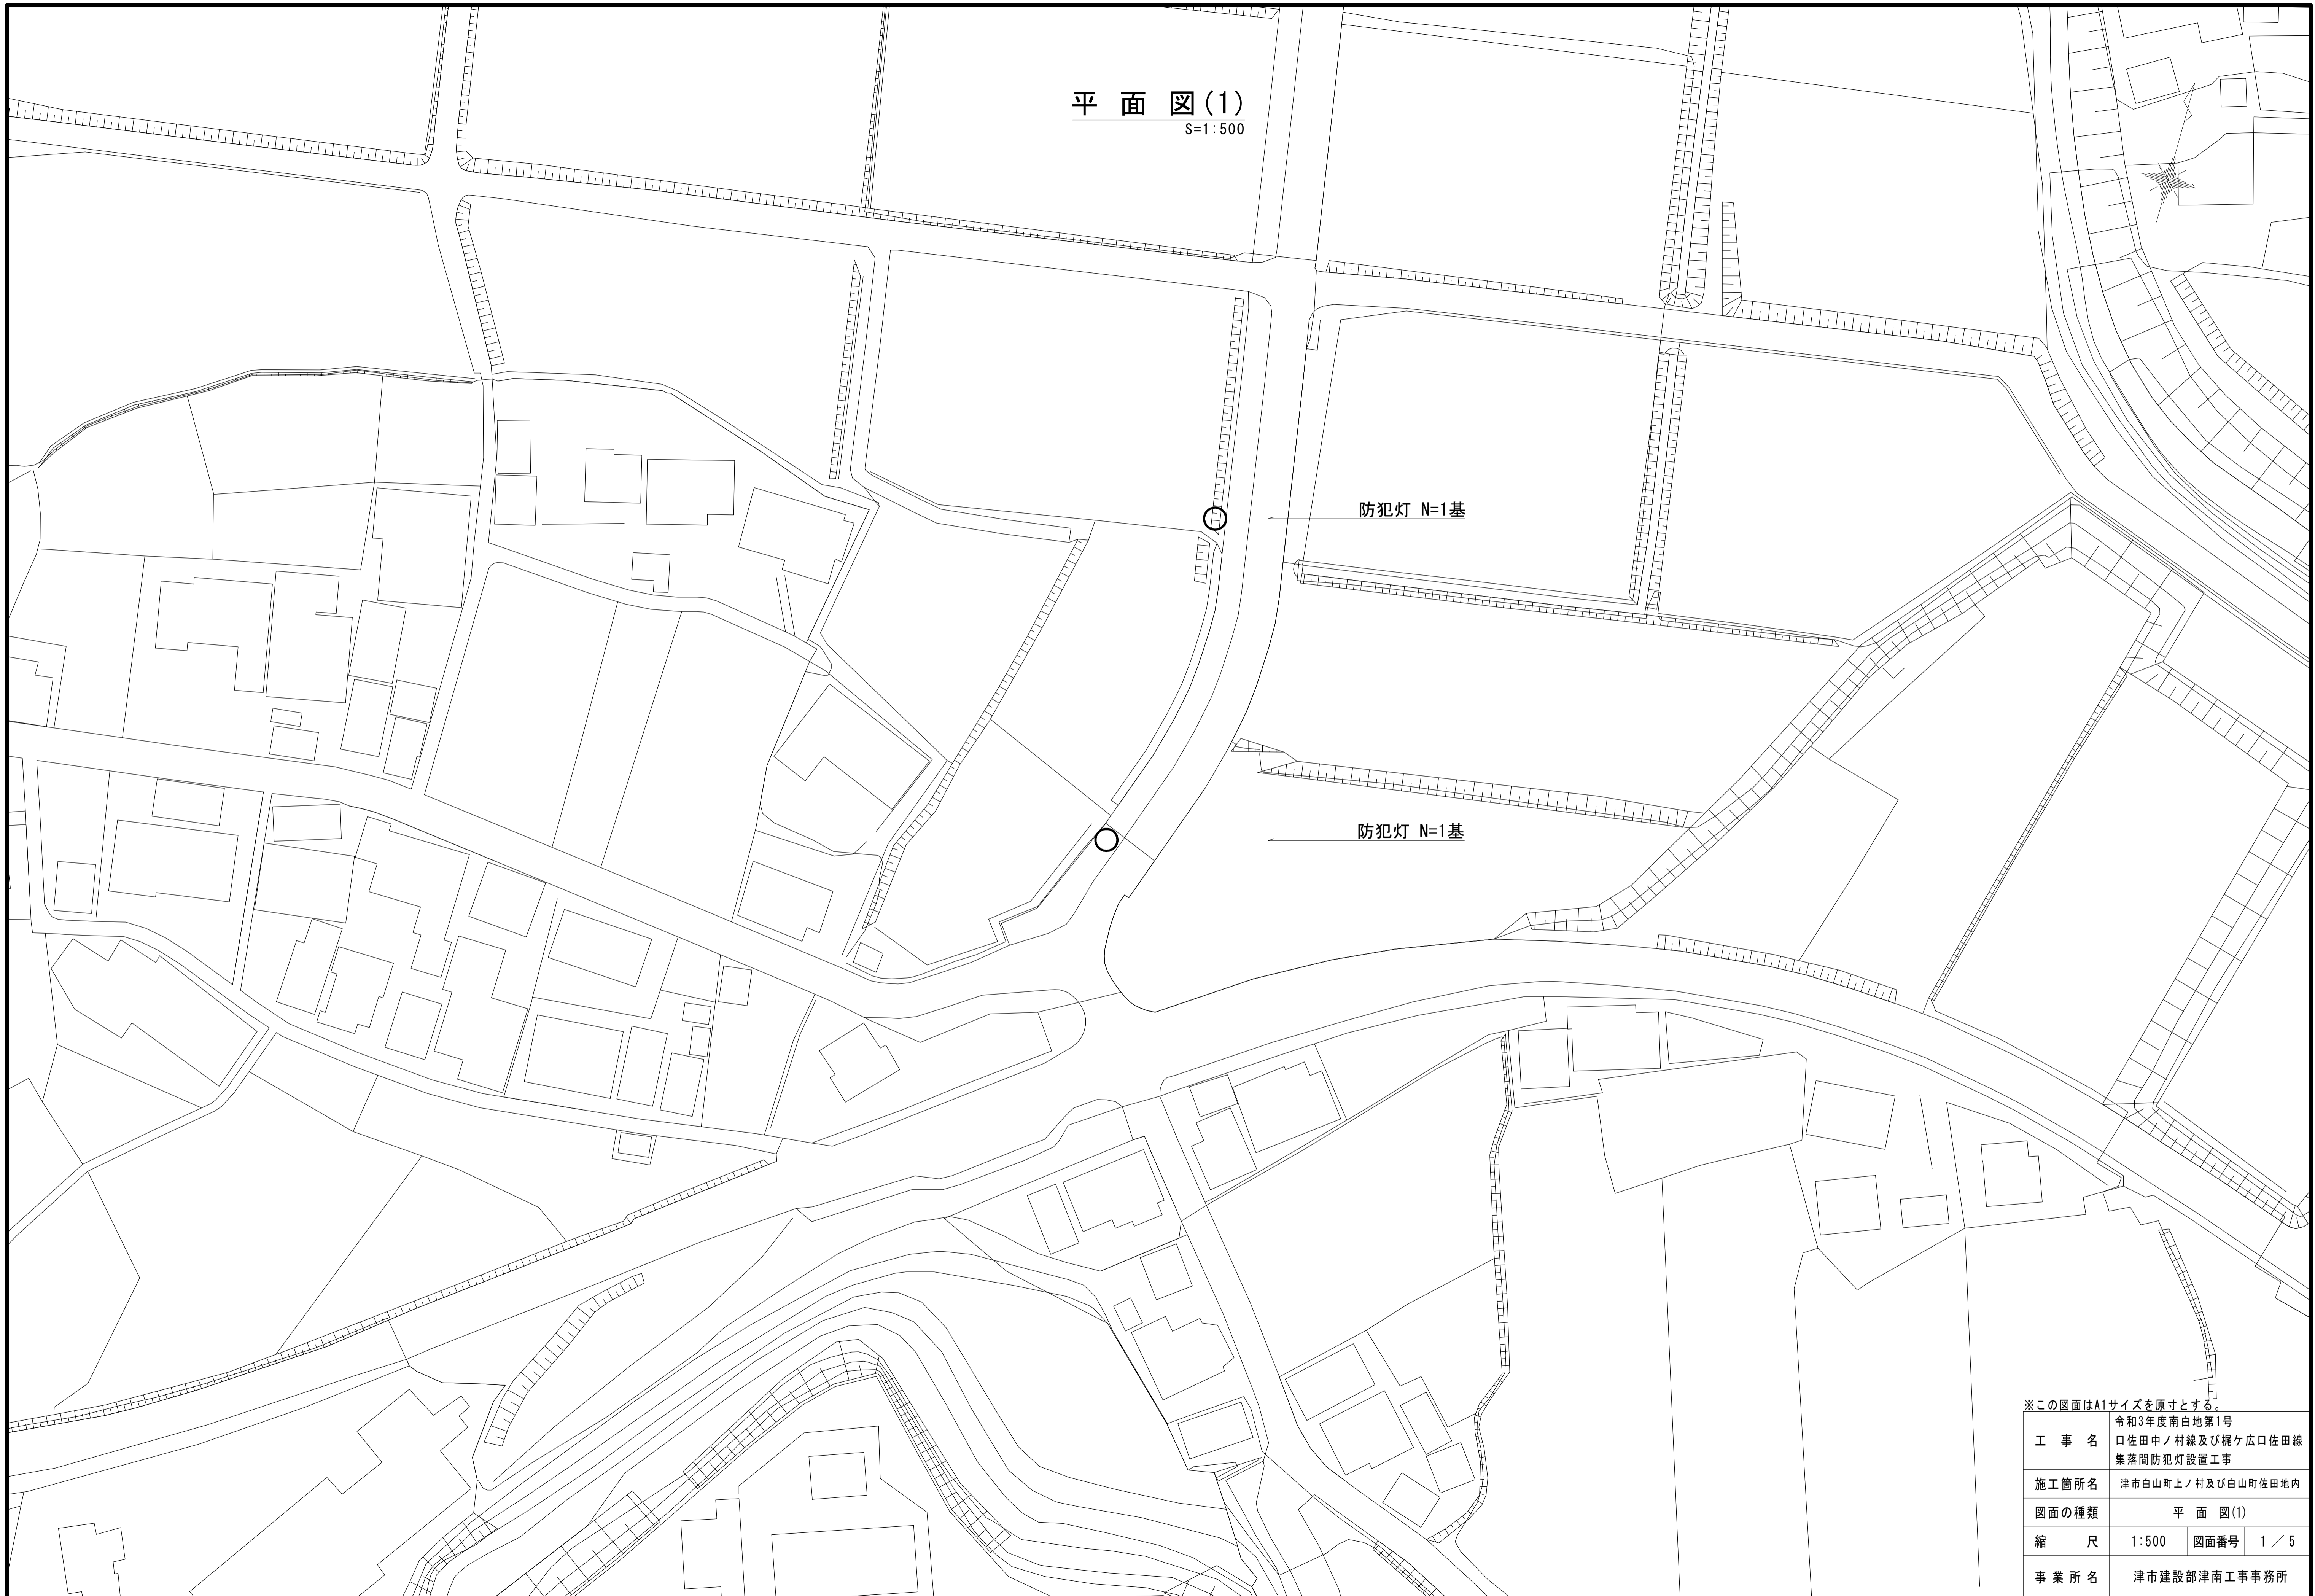 平 面 図(1)
S=1:500
防犯灯 N=1基
防犯灯 N=1基
※この図面はA1サイズを原寸とする。
工 事 名
令和3年度南白地第1号
口佐田中ノ村線及び梶ケ広口佐田線
集落間防犯灯設置工事
施工箇所名 津市白山町上ノ村及び白山町佐田地内
図面の種類 平 面 図(1)
縮 尺 1:500 図面番号 1 / 5
事 業 所 名 津市建設部津南工事事務所